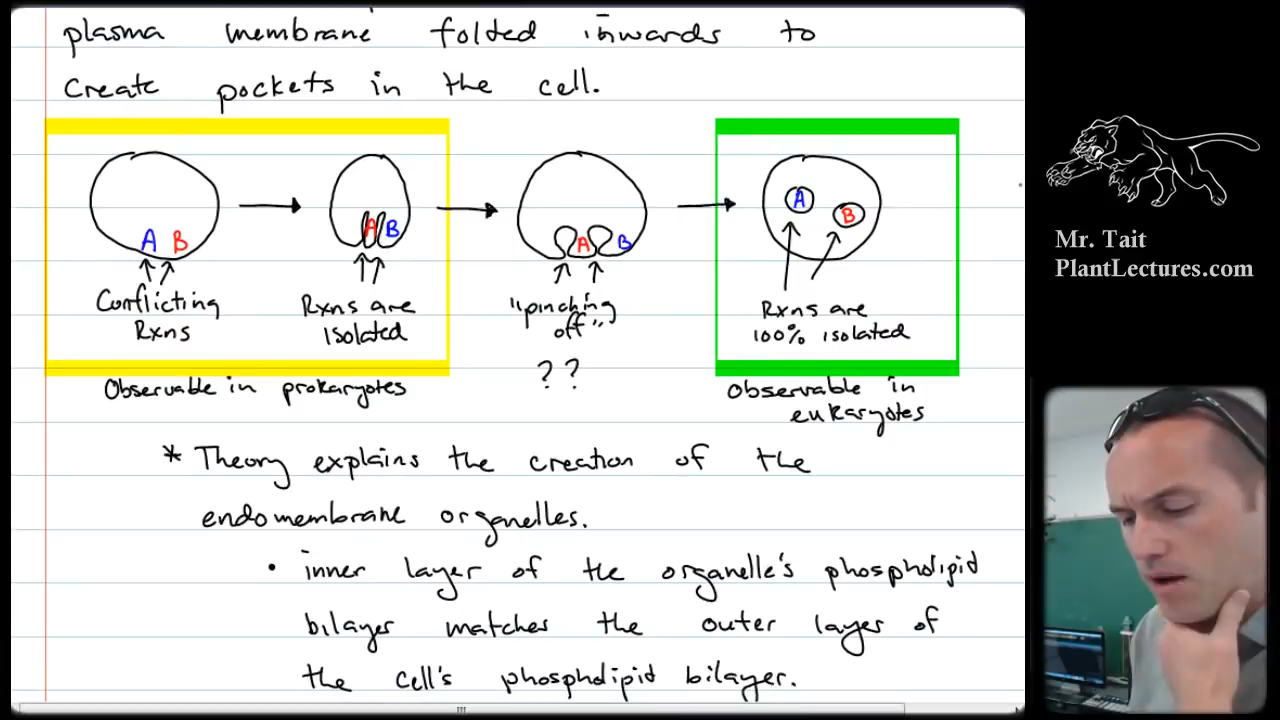 plasma membrane folded inwards to
create pockets in the cell.
A B
A B
A B
A
B
Conflicting
Rxns
Rxns are
isolated
"pinching
off"
??
Rxns are
100% isolated
Observable in prokaryotes
Observable in
eukaryotes
* Theory explains the creation of the
endomembrane organelles.
• inner layer of the organelle's phospholipid
bilayer matches the outer layer of
the cell's phospholipid bilayer.
Mr. Tait
PlantLectures.com